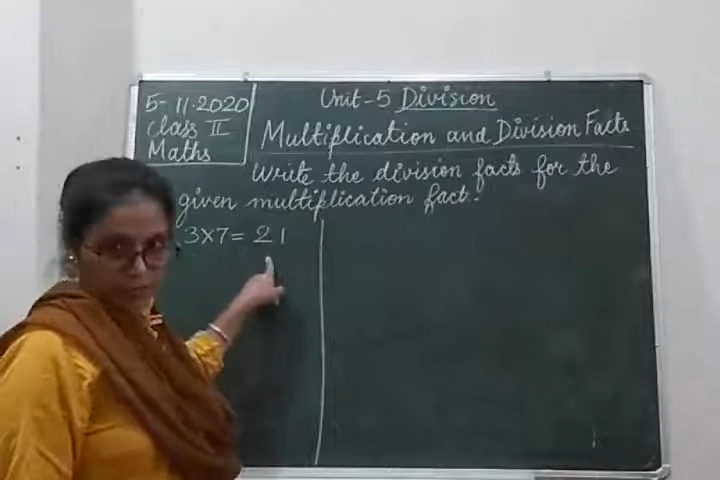 5-11.2020
Class II
Maths
Unit-5 Division
Multiplication and Division Facts
Write the division facts for the
given multiplication fact.
3x7= 21